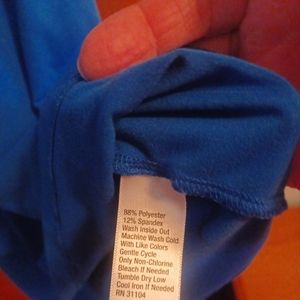 88% Polyester
12% Spandex
Wash Inside Out
Machine Wash Cold
With Like Colors
Gentle Cycle
Only Non-Chlorine
Bleach If Needed
Tumble Dry Low
Cool Iron If Needed
RN 31104